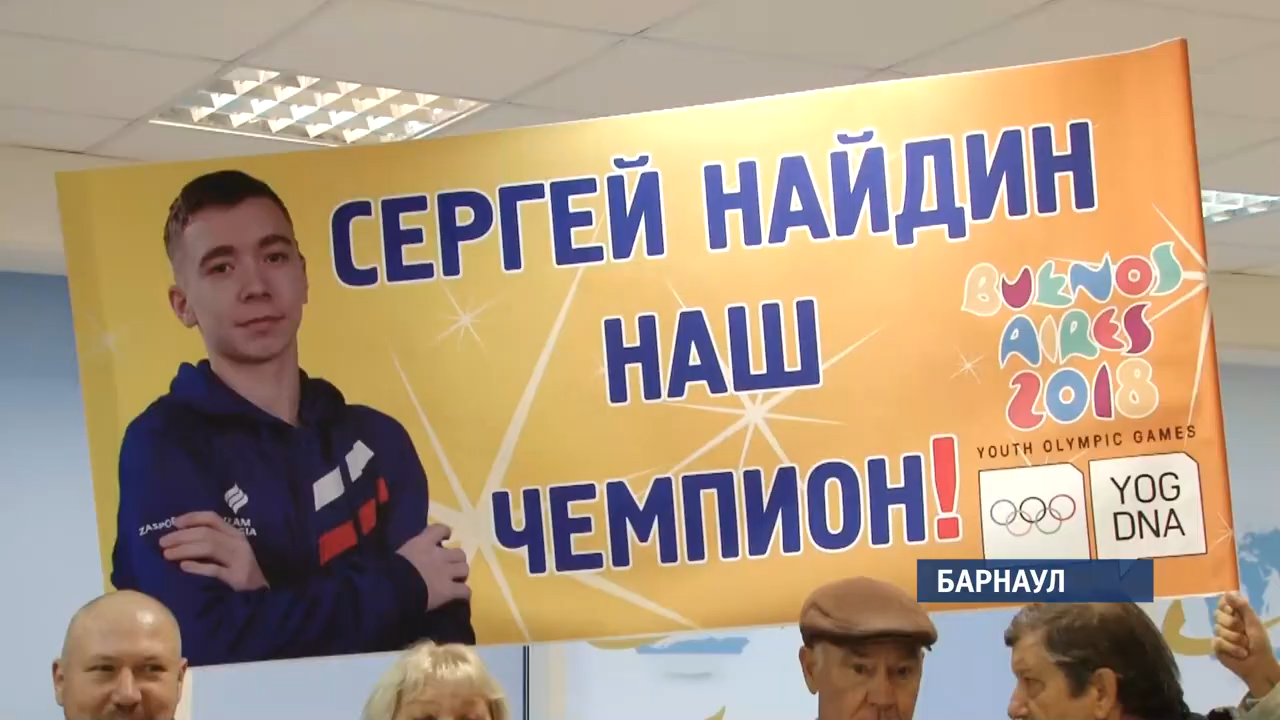 СЕРГЕЙ НАЙДИН
НАШ
ЧЕМПИОН!
BUENOS
AIRES
2018
YOUTH OLYMPIC GAMES
YOG
DNA
БАРНАУЛ